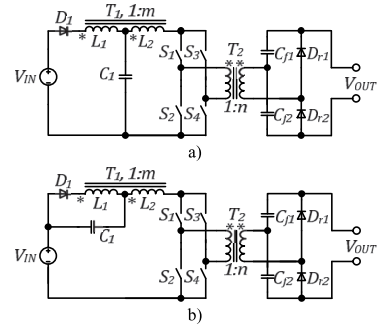 T1, 1:m
D1 * L1 * L2 S1 S3 T2 Cf1 Dr1
VIN C1 ** VOUT
S2 S4 1:n Cf2 Dr2
a)
T1, 1:m
D1 * L1 * L2 S1 S3 T2 Cf1 Dr1
C1 **
VIN VOUT
S2 S4 1:n Cf2 Dr2
b)